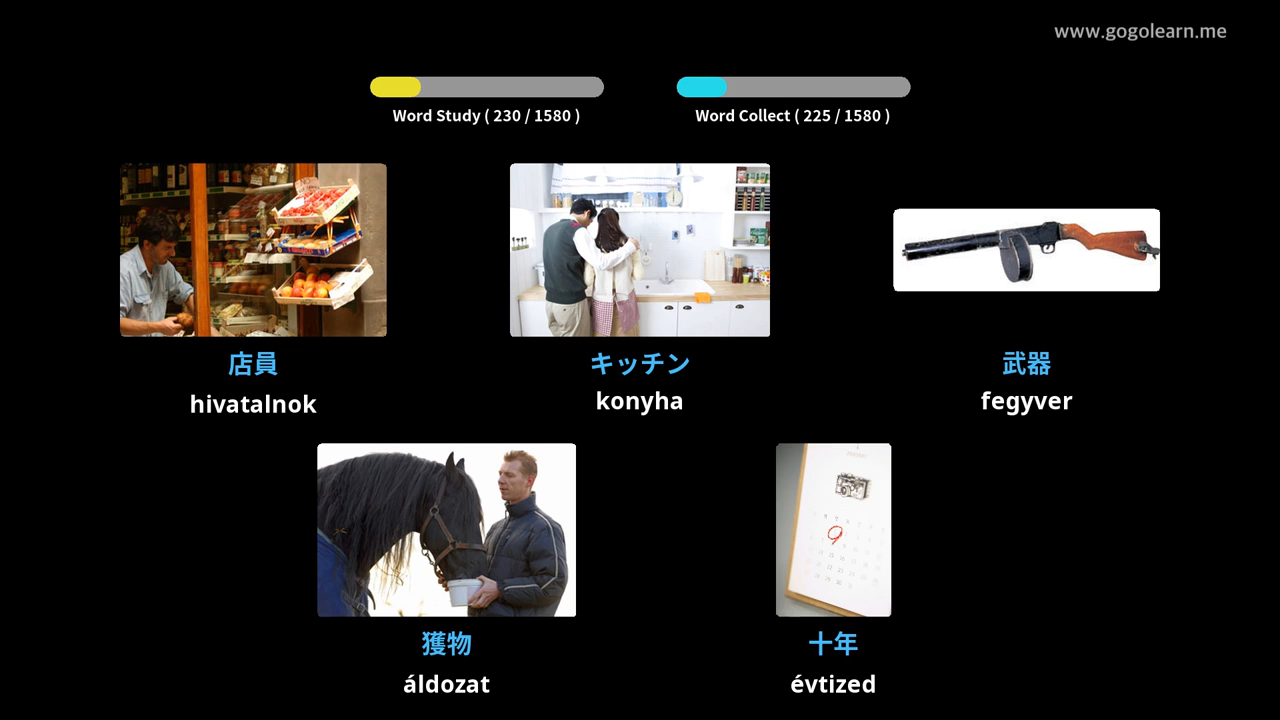 www.gogolearn.me
Word Study ( 230 / 1580 )
Word Collect ( 225 / 1580 )
店員
hivatalnok
キッチン
konyha
武器
fegyver
獲物
áldozat
十年
évtized